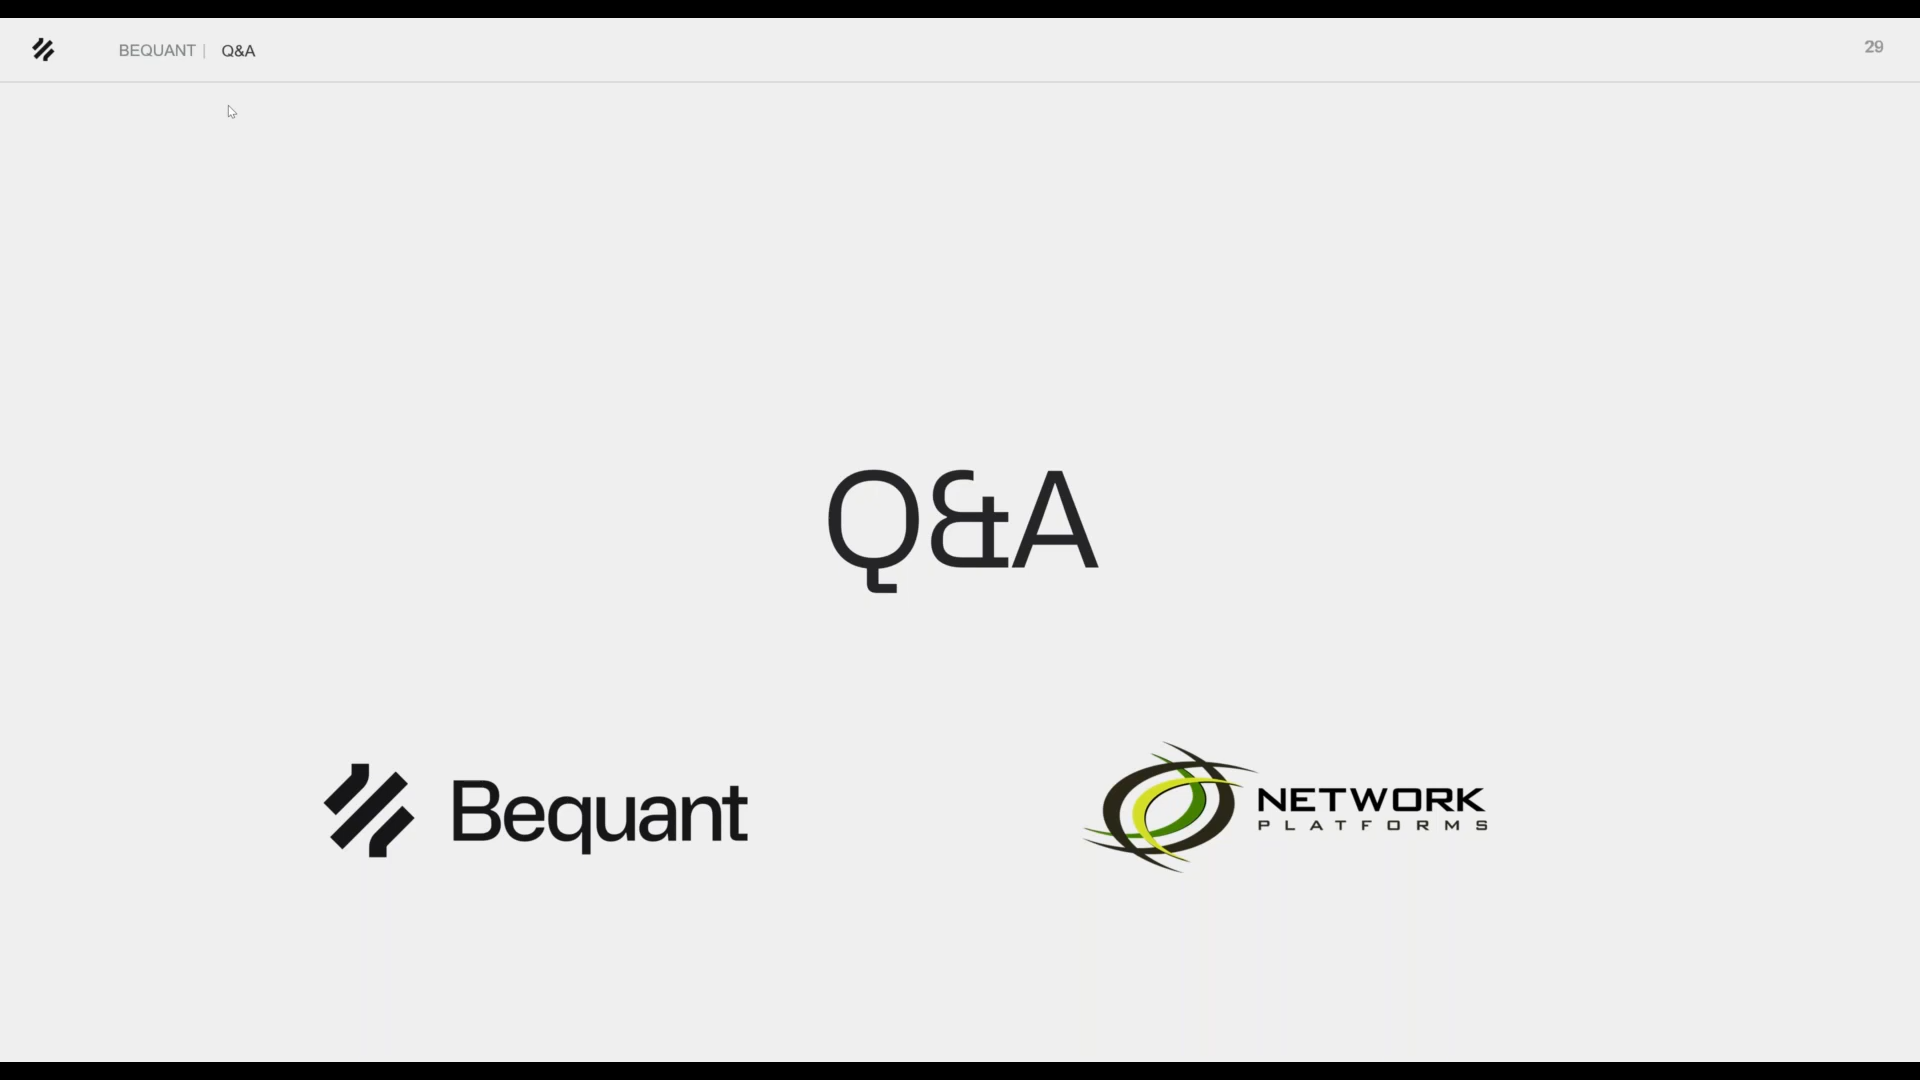 BEQUANT | Q&A
29
Q&A
Bequant
NETWORK
PLATFORMS